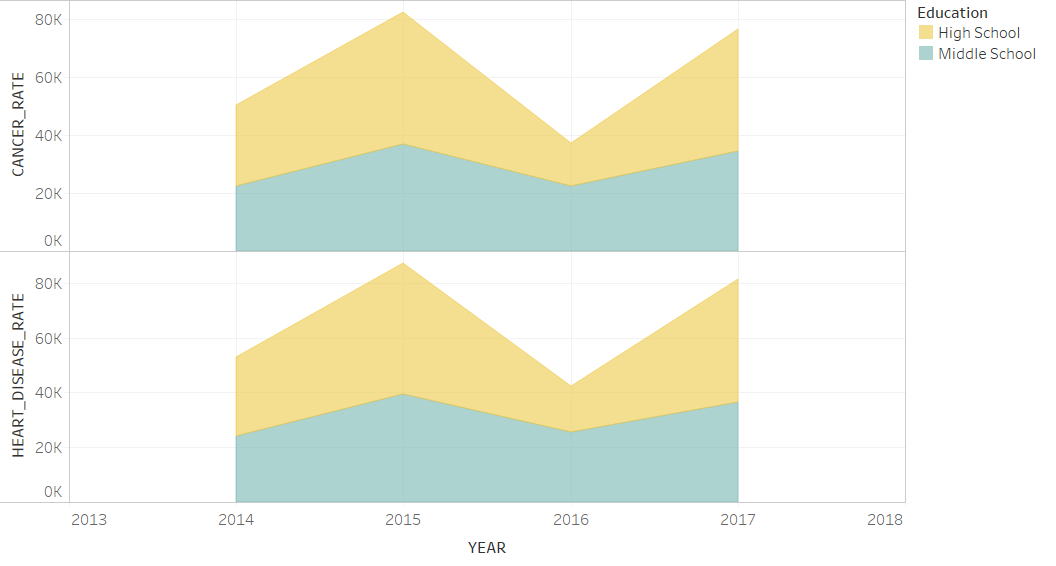 CANCER_RATE
80K
60K
40K
20K
0K
HEART_DISEASE_RATE
80K
60K
40K
20K
0K
2013 2014 2015 2016 2017 2018
YEAR
Education
High School
Middle School